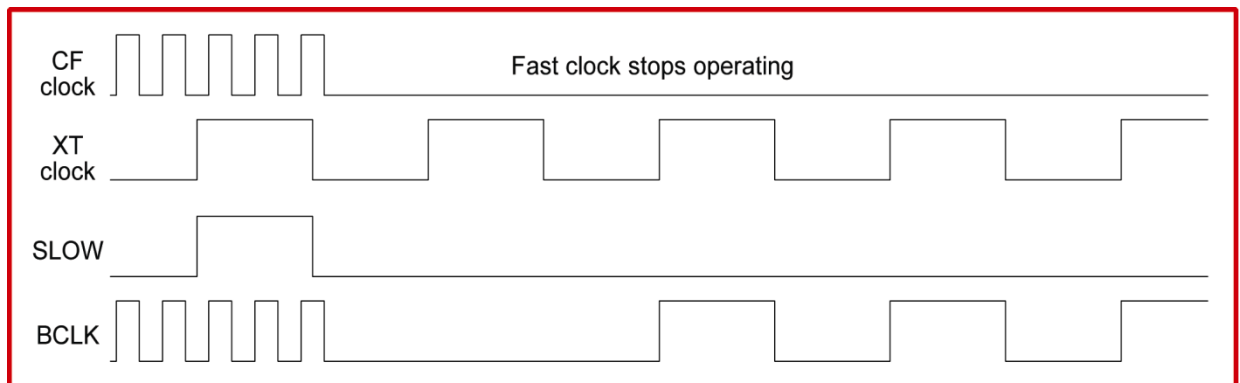 CF
clock
Fast clock stops operating
XT
clock
SLOW
BCLK